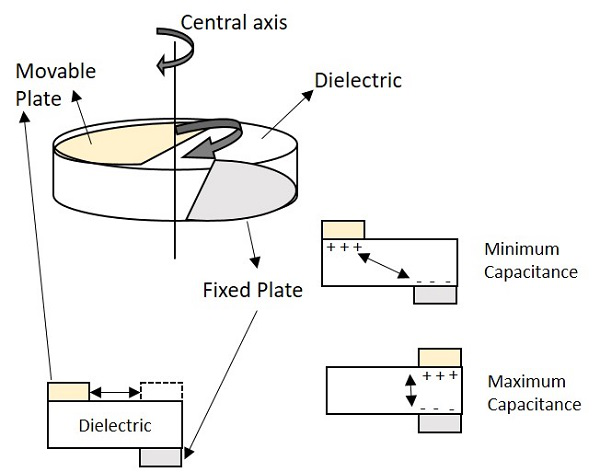 Central axis
Movable
Plate
Dielectric
Fixed Plate
+ + +
- - -
Minimum
Capacitance
+ + +
- - -
Maximum
Capacitance
Dielectric